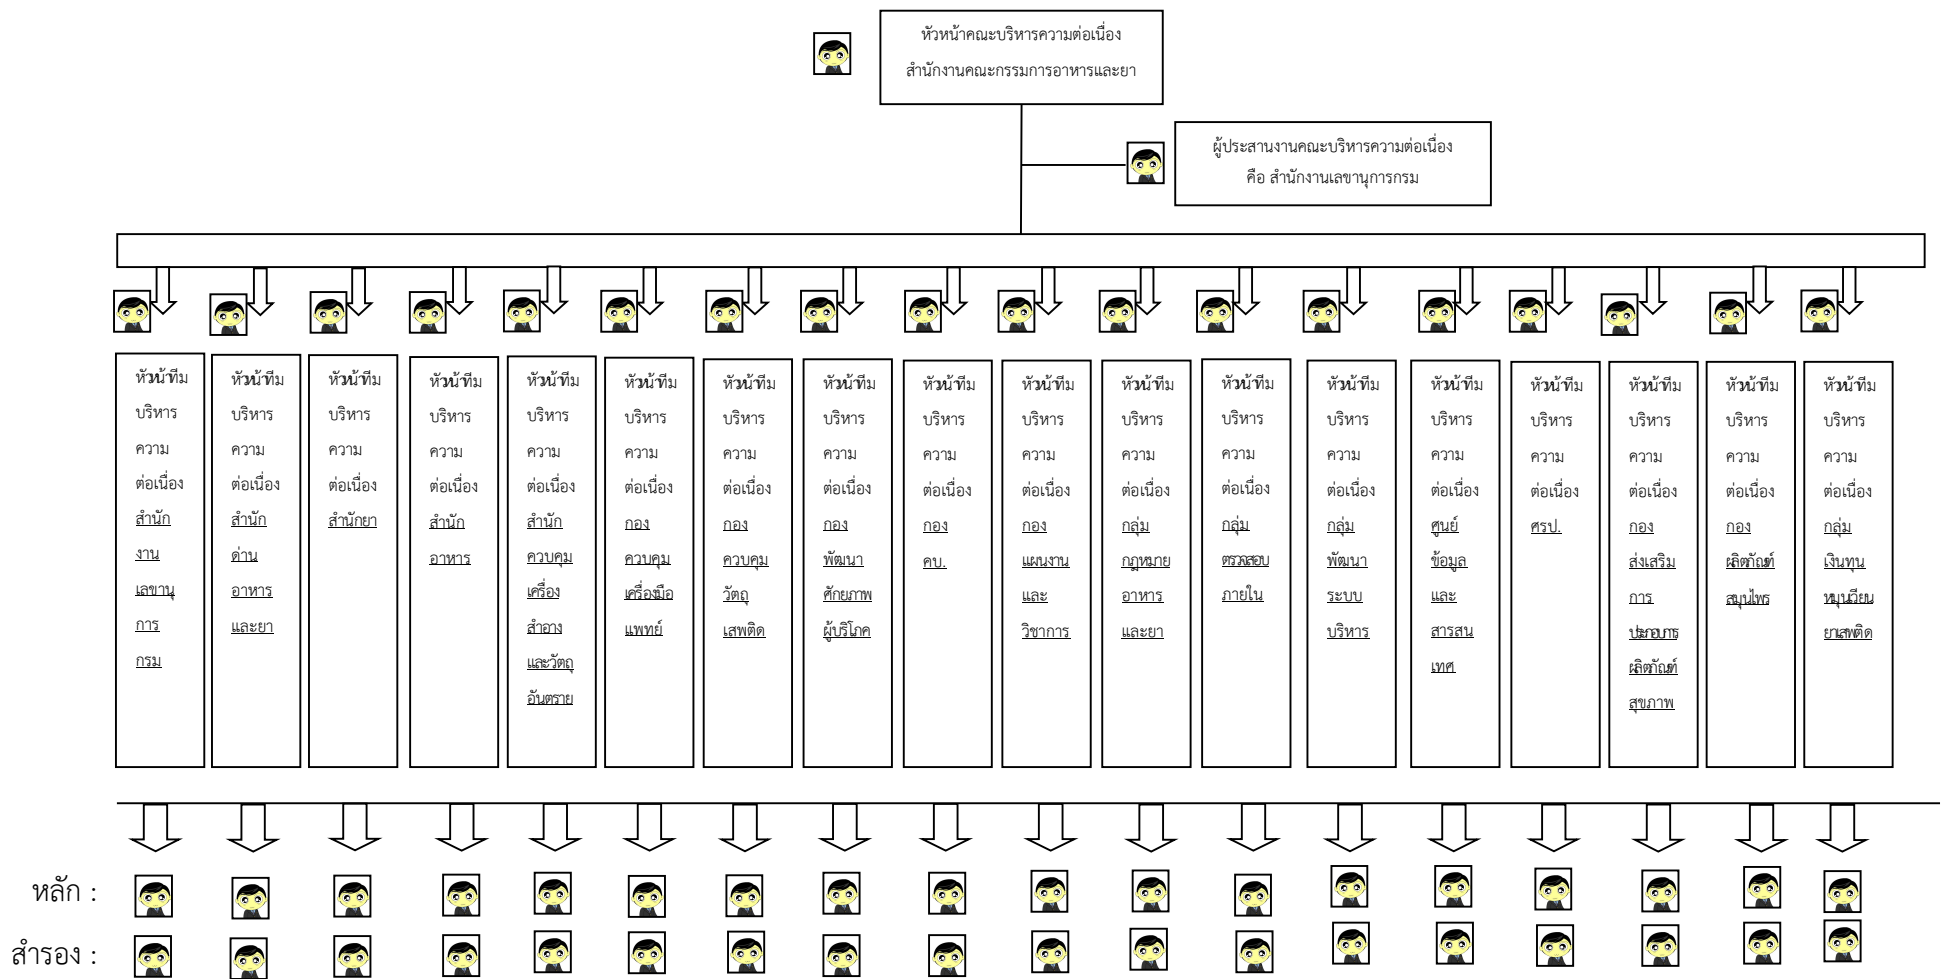 หัวหน้าคณะบริหารความต่อเนื่อง
สำนักงานคณะกรรมการอาหารและยา
ผู้ประสานงานคณะบริหารความต่อเนื่อง
คือ สำนักงานเลขานุการกรม
หัวหน้าทีม
บริหาร
ความ
ต่อเนื่อง
สำนัก
งาน
เลขานุ
การ
กรม
หัวหน้าทีม
บริหาร
ความ
ต่อเนื่อง
สำนัก
ด่าน
อาหาร
และยา
หัวหน้าทีม
บริหาร
ความ
ต่อเนื่อง
สำนักยา
หัวหน้าทีม
บริหาร
ความ
ต่อเนื่อง
สำนัก
อาหาร
หัวหน้าทีม
บริหาร
ความ
ต่อเนื่อง
สำนัก
ควบคุม
เครื่อง
สำอาง
และวัตถุ
อันตราย
หัวหน้าทีม
บริหาร
ความ
ต่อเนื่อง
กอง
ควบคุม
เครื่องมือ
แพทย์
หัวหน้าทีม
บริหาร
ความ
ต่อเนื่อง
กอง
ควบคุม
วัตถุ
เสพติด
หัวหน้าทีม
บริหาร
ความ
ต่อเนื่อง
กอง
พัฒนา
ศักยภาพ
ผู้บริโภค
หัวหน้าทีม
บริหาร
ความ
ต่อเนื่อง
กอง
คบ.
หัวหน้าทีม
บริหาร
ความ
ต่อเนื่อง
กอง
แผนงาน
และ
วิชาการ
หัวหน้าทีม
บริหาร
ความ
ต่อเนื่อง
กลุ่ม
กฎหมาย
อาหาร
และยา
หัวหน้าทีม
บริหาร
ความ
ต่อเนื่อง
กลุ่ม
ตรวจสอบ
ภายใน
หัวหน้าทีม
บริหาร
ความ
ต่อเนื่อง
กลุ่ม
พัฒนา
ระบบ
บริหาร
หัวหน้าทีม
บริหาร
ความ
ต่อเนื่อง
ศูนย์
ข้อมูล
และ
สารสน
เทศ
หัวหน้าทีม
บริหาร
ความ
ต่อเนื่อง
ศรป.
หัวหน้าทีม
บริหาร
ความ
ต่อเนื่อง
กอง
ส่งเสริม
การ
ประกอบการ
ผลิตภัณฑ์
สุขภาพ
หัวหน้าทีม
บริหาร
ความ
ต่อเนื่อง
กอง
ผลิตภัณฑ์
สมุนไพร
หัวหน้าทีม
บริหาร
ความ
ต่อเนื่อง
กลุ่ม
เงินทุน
หมุนเวียน
ยาเสพติด
หลัก :
สำรอง :